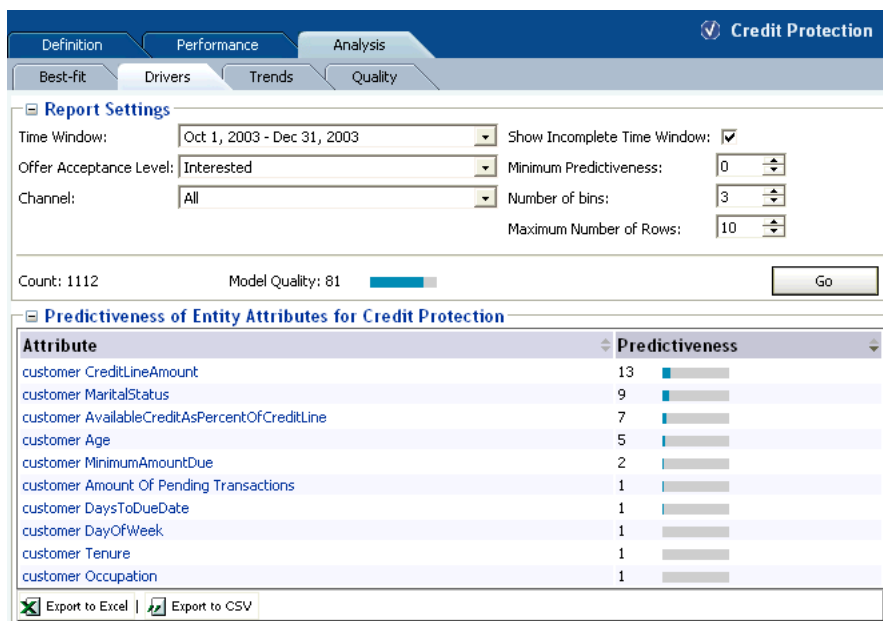 Credit Protection
Definition Performance Analysis
Best-fit Drivers Trends Quality
Report Settings
Time Window: Oct 1, 2003 - Dec 31, 2003 Show Incomplete Time Window:
Offer Acceptance Level: Interested Minimum Predictiveness: 0
Channel: All Number of bins: 3
Maximum Number of Rows: 10
Count: 1112 Model Quality: 81 Go
Predictiveness of Entity Attributes for Credit Protection
Attribute Predictiveness
customer CreditLineAmount 13
customer MaritalStatus 9
customer AvailableCreditAsPercentOfCreditLine 7
customer Age 5
customer MinimumAmountDue 2
customer Amount Of Pending Transactions 1
customer DaysToDueDate 1
customer DayOfWeek 1
customer Tenure 1
customer Occupation 1
Export to Excel | Export to CSV